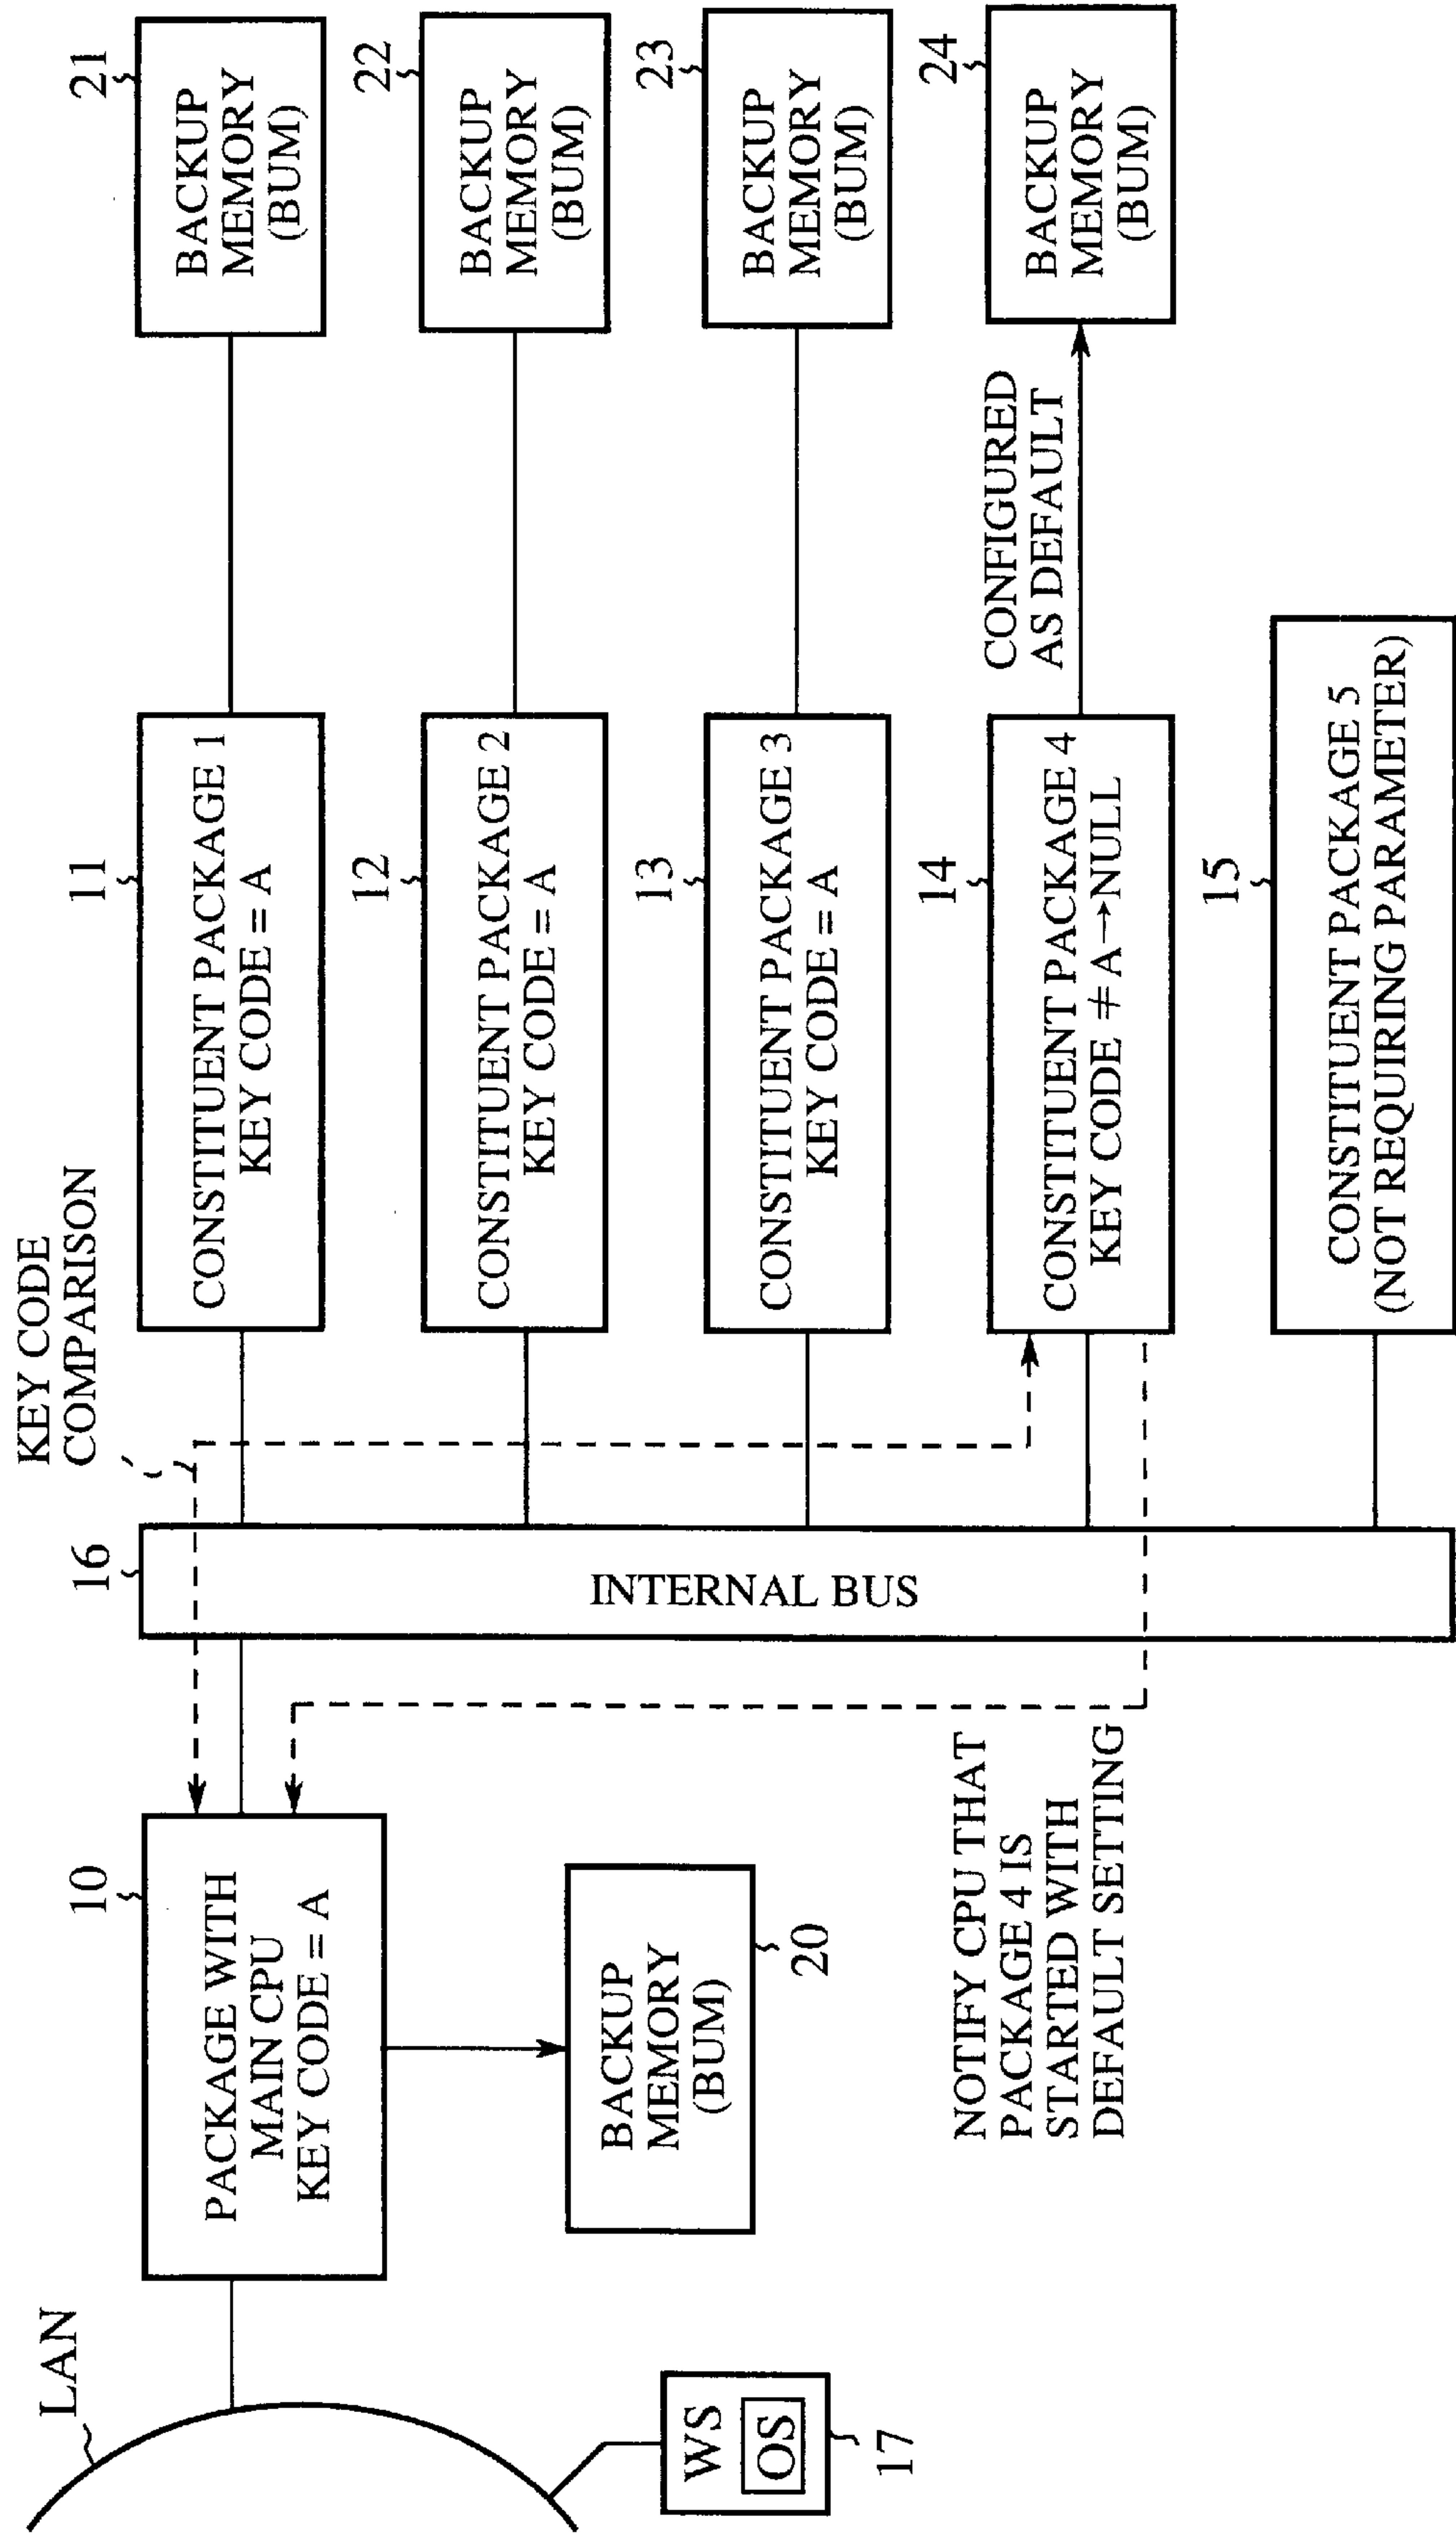 LAN
WS
OS
17
10
PACKAGE WITH
MAIN CPU
KEY CODE = A
BACKUP
MEMORY
(BUM)
20
NOTIFY CPU THAT
PACKAGE 4 IS
STARTED WITH
DEFAULT SETTING
16
INTERNAL BUS
KEY CODE
COMPARISON
11
CONSTITUENT PACKAGE 1
KEY CODE = A
21
BACKUP
MEMORY
(BUM)
12
CONSTITUENT PACKAGE 2
KEY CODE = A
22
BACKUP
MEMORY
(BUM)
13
CONSTITUENT PACKAGE 3
KEY CODE = A
23
BACKUP
MEMORY
(BUM)
14
CONSTITUENT PACKAGE 4
KEY CODE ≠ A→NULL
CONFIGURED
AS DEFAULT
24
BACKUP
MEMORY
(BUM)
15
CONSTITUENT PACKAGE 5
(NOT REQUIRING PARAMETER)